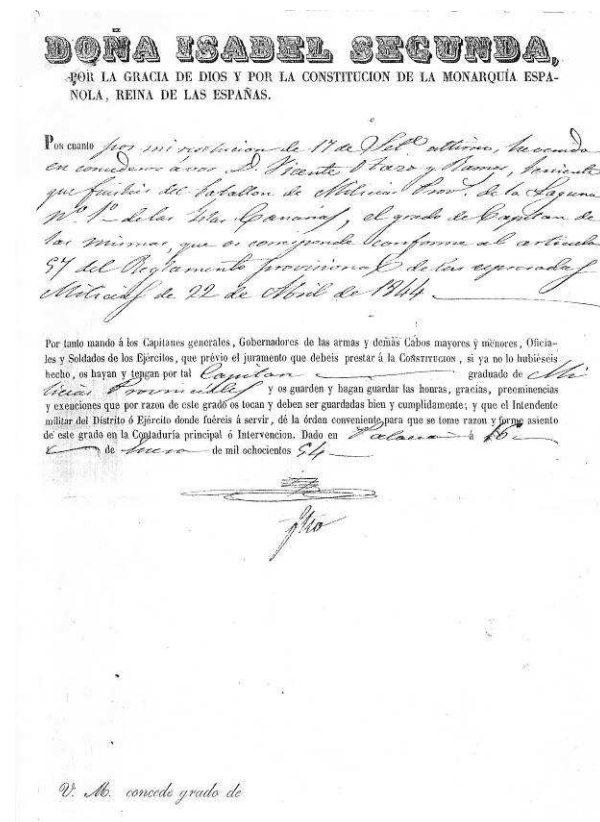 DOÑA ISABEL SEGUNDA,
POR LA GRACIA DE DIOS Y POR LA CONSTITUCION DE LA MONARQUÍA ESPA-
NOLA, REINA DE LAS ESPAÑAS.
Por cuanto por mi resolucion de 17 de Set.e ultimo, he venido
en concederos a vos D. Vicente y Ramos, teniente
que fuisteis del batallon de Milicias Prov.s de la Laguna
Nº 1º de las Islas Canarias, el grado de Capitan de
las mismas, que os corresponde conforme al articulo
57 del Reglamento provisional de las espresadas
Milicias de 22 de Abril de 1844
Por tanto mando á los Capitanes generales, Gobernadores de las armas y demás Cabos mayores y menores, Oficia-
les y Soldados de los Ejércitos, que prévio el juramento que debeis prestar á la CONSTITUCION, si ya no lo hubiéseis
hecho, os hayan y tengan por tal Capitan graduado de Mi
licias Provinciales y os guarden y hagan guardar las honras, gracias, preeminencias
y exenciones que por razon de este grado os tocan y deben ser guardadas bien y cumplidamente; y que el Intendente
militar del Distrito ó Ejército donde fuéreis á servir, dé la órden conveniente para que se tome razon y forme asiento
de este grado en la Contaduría principal ó Intervencion. Dado en Palacio á 16
de Enero de mil ochocientos 54
V. M. concede grado de